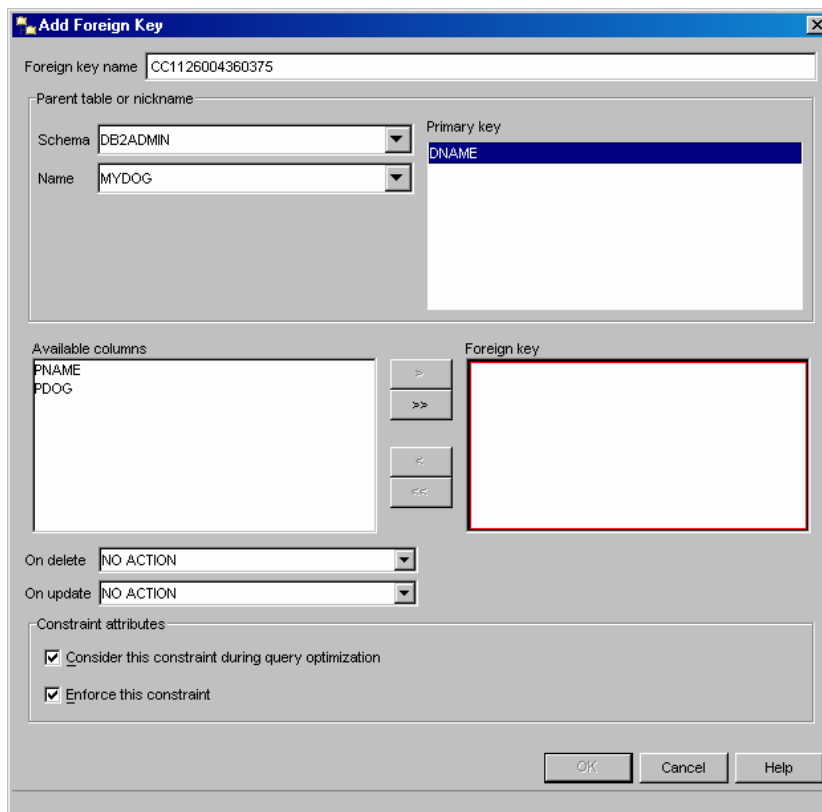 Add Foreign Key
Foreign key name CC1126004360375
Parent table or nickname
Schema DB2ADMIN
Name MYDOG
Primary key
DNAME
Available columns
PNAME
PDOG
>
>>
<
<<
Foreign key
On delete NO ACTION
On update NO ACTION
Constraint attributes
Consider this constraint during query optimization
Enforce this constraint
OK Cancel Help